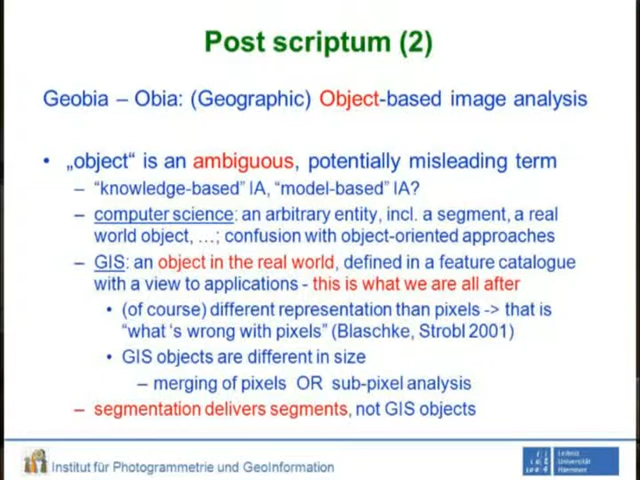 Post scriptum (2)
Geobia – Obia: (Geographic) Object-based image analysis
• „object“ is an ambiguous, potentially misleading term
– “knowledge-based” IA, “model-based” IA?
– computer science: an arbitrary entity, incl. a segment, a real
world object, …; confusion with object-oriented approaches
– GIS: an object in the real world, defined in a feature catalogue
with a view to applications - this is what we are all after
• (of course) different representation than pixels -> that is
“what ‘s wrong with pixels” (Blaschke, Strobl 2001)
• GIS objects are different in size
– merging of pixels OR sub-pixel analysis
– segmentation delivers segments, not GIS objects
Institut für Photogrammetrie und GeoInformation
Leibniz
Universität
Hannover